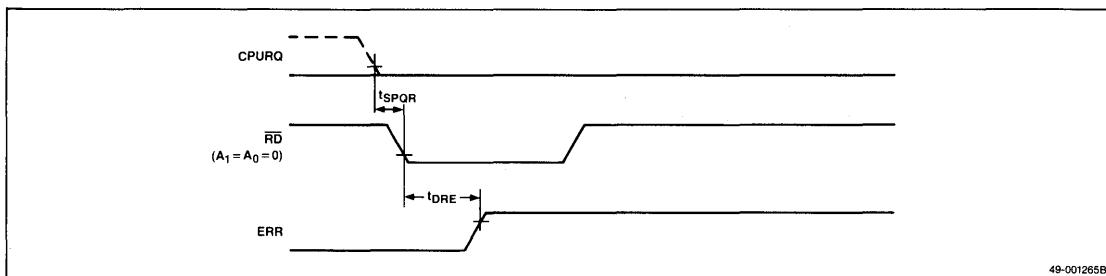 CPURQ
tSPQR
RD
(A1 = A0 = 0)
tDRE
ERR
49-001265B